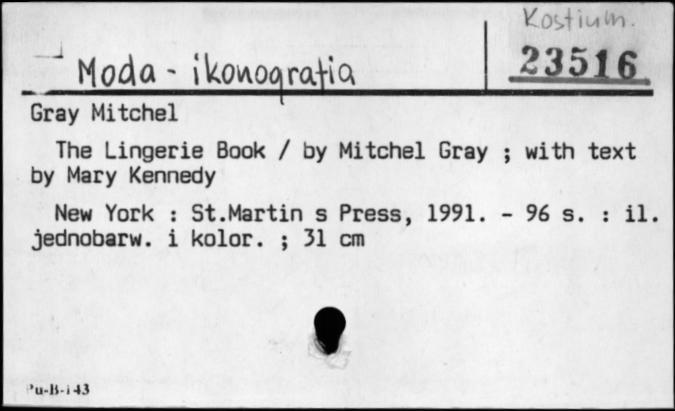 Kostium.
23516
Moda - ikonografia
Gray Mitchel
The Lingerie Book / by Mitchel Gray ; with text
by Mary Kennedy
New York : St.Martin s Press, 1991. - 96 s. : il.
jednobarw. i kolor. ; 31 cm
Pu-B-143